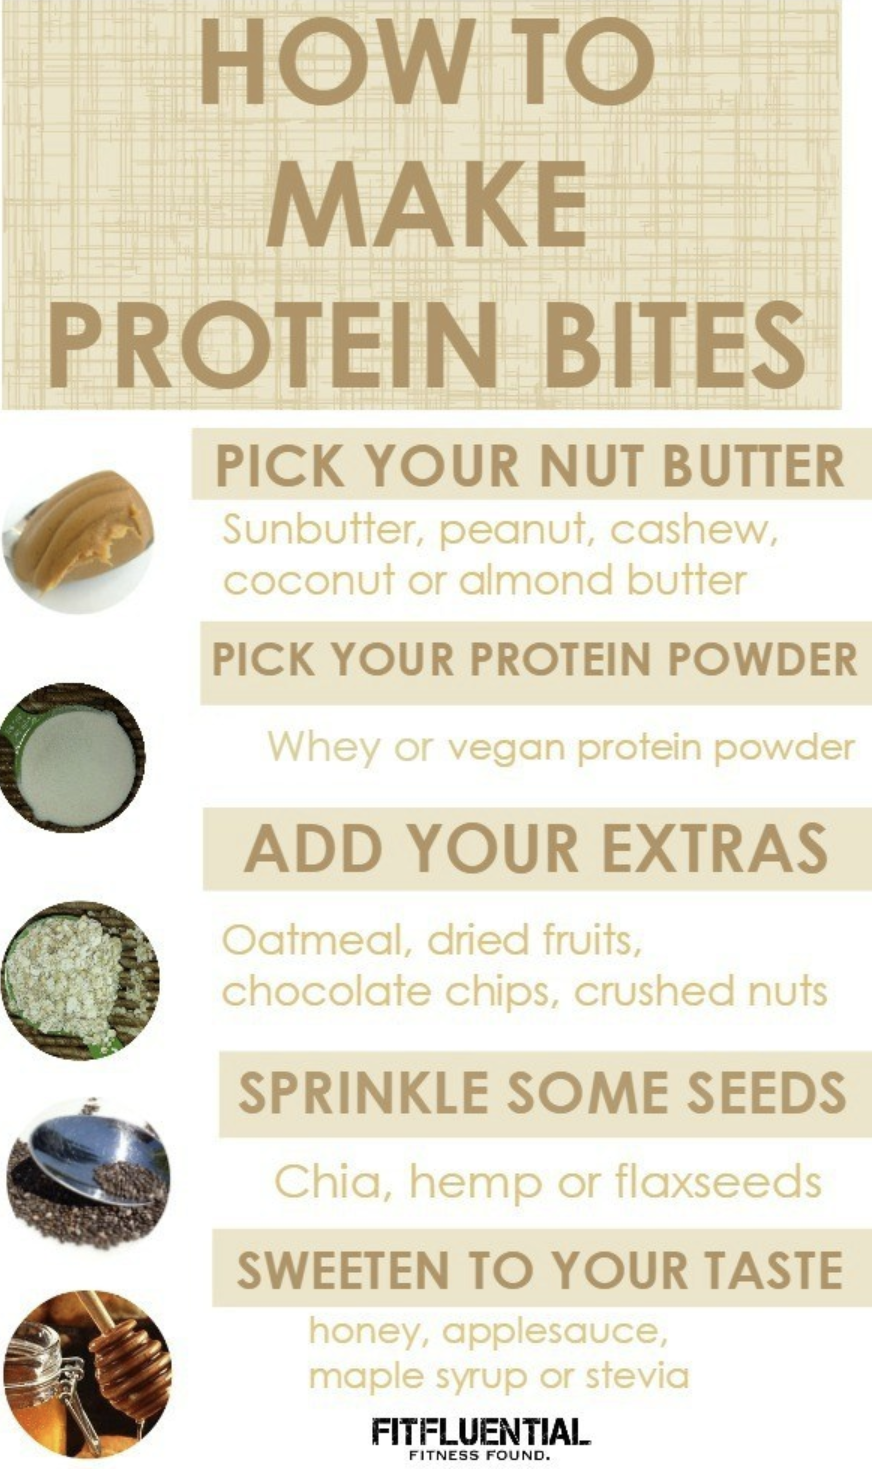 HOW TO
MAKE
PROTEIN BITES
PICK YOUR NUT BUTTER
Sunbutter, peanut, cashew,
coconut or almond butter
PICK YOUR PROTEIN POWDER
Whey or vegan protein powder
ADD YOUR EXTRAS
Oatmeal, dried fruits,
chocolate chips, crushed nuts
SPRINKLE SOME SEEDS
Chia, hemp or flaxseeds
SWEETEN TO YOUR TASTE
honey, applesauce,
maple syrup or stevia
FITFLUENTIAL
FITNESS FOUND.